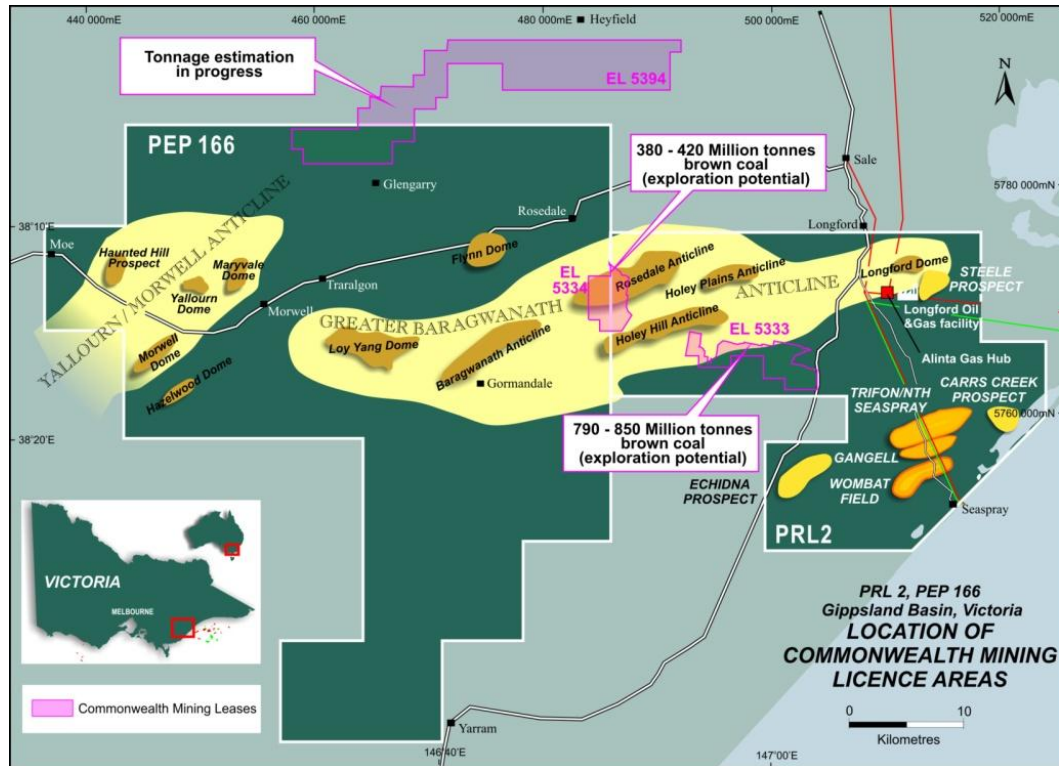 440 000mE
460 000mE
480 000mE
500 000mE
520 000mE
Heyfield
Tonnage estimation
in progress
EL 5394
N
PEP 166
380 - 420 Million tonnes
brown coal
(exploration potential)
Sale
Glengarry
5780 000mN
38°10'
Rosedale
Longford
Moe
Haunted Hill
Prospect
Maryvale
Dome
Yallourn
Dome
YALLOURN / MORWELL ANTICLINE
Flynn Dome
EL
5334
Rosedale Anticline
Holey Plains Anticline
Longford Dome
STEELE
PROSPECT
Traralgon
Morwell
GREATER BARAGWANATH
ANTICLINE
Longford Oil
&Gas facility
Holey Hill Anticline
EL 5333
Loy Yang Dome
Baragwanath Anticline
Morwell
Dome
Hazelwood Dome
Gormandale
Alinta Gas Hub
TRIFON/NTH
SEASPRAY
CARRS CREEK
PROSPECT
5760 000mN
38°20'
790 - 850 Million tonnes
brown coal
(exploration potential)
GANGELL
ECHIDNA
PROSPECT
WOMBAT
FIELD
Seaspray
PRL2
VICTORIA
MELBOURNE
PRL 2, PEP 166
Gippsland Basin, Victoria
LOCATION OF
COMMONWEALTH MINING
LICENCE AREAS
Commonwealth Mining Leases
0
10
Kilometres
Yarram
146°40'
147°00'E